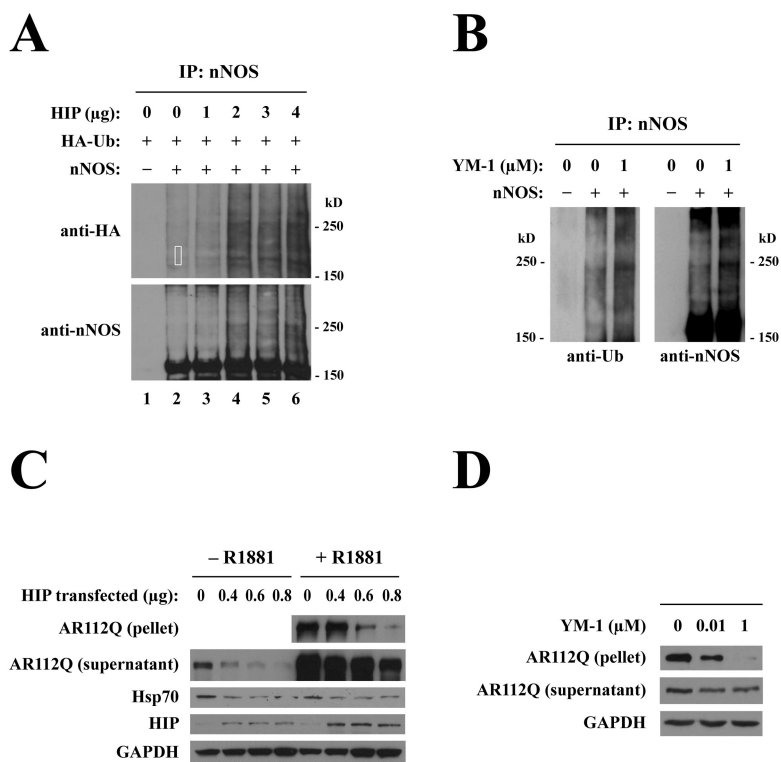 A
IP: nNOS
HIP (µg): 0 0 1 2 3 4
HA-Ub: + + + + + +
nNOS: – + + + + +
kD
anti-HA
- 250
- 150
anti-nNOS
- 250
- 150
1 2 3 4 5 6
B
IP: nNOS
YM-1 (µM): 0 0 1 0 0 1
nNOS: – + + – + +
kD kD
250 - 250 -
150 - 150 -
anti-Ub anti-nNOS
C
– R1881 + R1881
HIP transfected (µg): 0 0.4 0.6 0.8 0 0.4 0.6 0.8
AR112Q (pellet)
AR112Q (supernatant)
Hsp70
HIP
GAPDH
D
YM-1 (µM) 0 0.01 1
AR112Q (pellet)
AR112Q (supernatant)
GAPDH